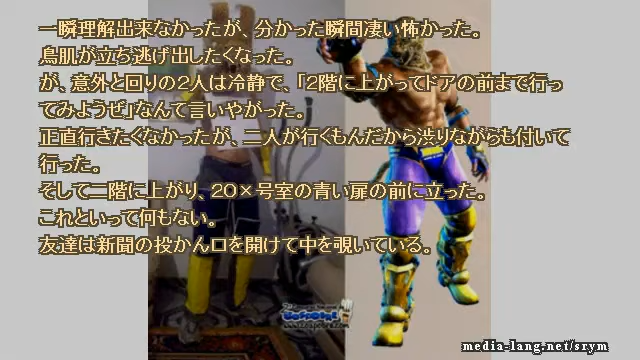 一瞬理解出来なかったが、分かった瞬間凄い怖かった。
鳥肌が立ち逃げ出したくなった。
が、意外と回りの2人は冷静で、「2階に上がってドアの前まで行っ
てみようぜ」なんて言いやがった。
正直行きたくなかったが、二人が行くもんだから渋りながらも付いて
行った。
そして二階に上がり、20×号室の青い扉の前に立った。
これといって何もない。
友達は新聞の投かん口を開けて中を覗いている。
media-lang.net/srym